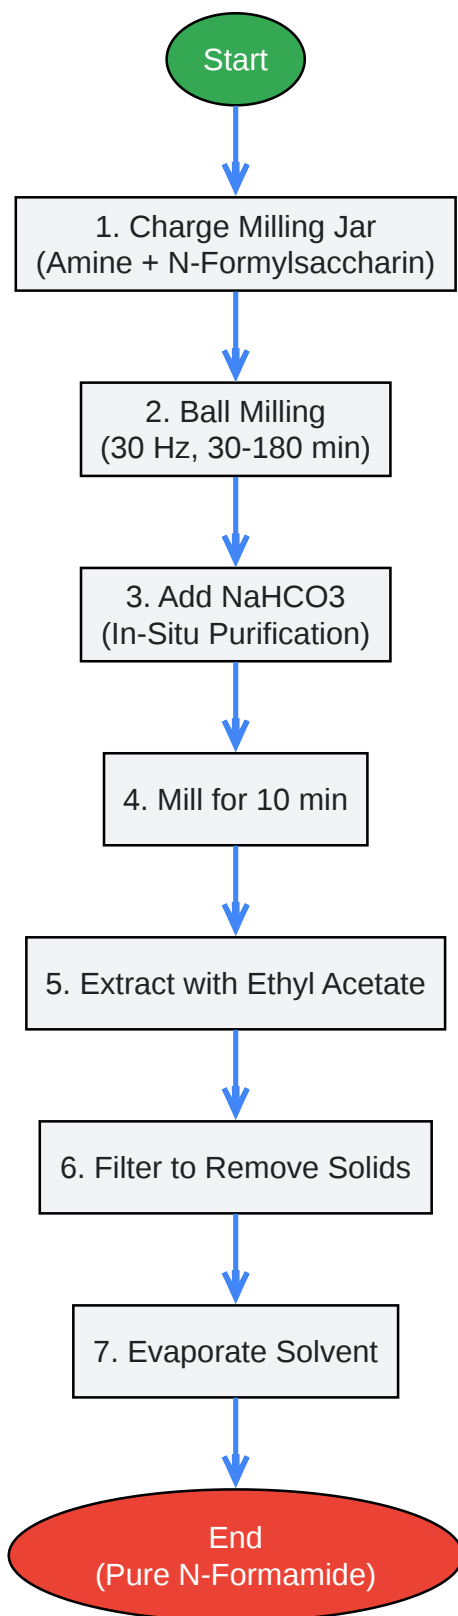 Start
1. Charge Milling Jar
(Amine + N-Formylsaccharin)
2. Ball Milling
(30 Hz, 30-180 min)
3. Add NaHCO3
(In-Situ Purification)
4. Mill for 10 min
5. Extract with Ethyl Acetate
6. Filter to Remove Solids
7. Evaporate Solvent
End
(Pure N-Formamide)